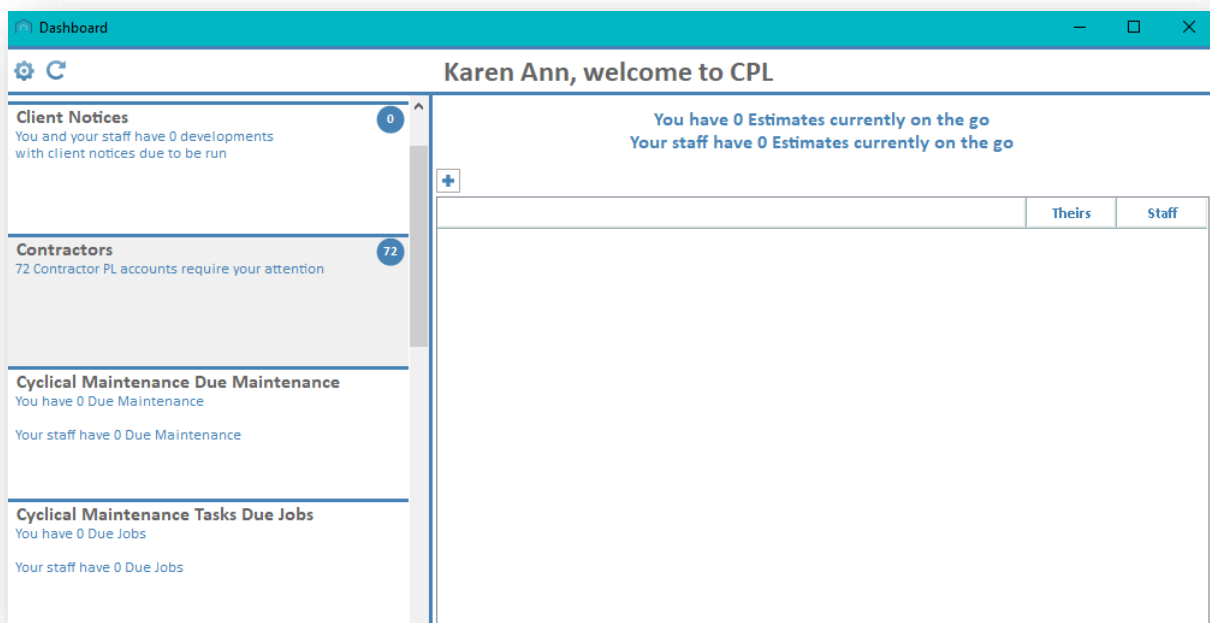 Dashboard
Karen Ann, welcome to CPL
Client Notices
0
You and your staff have 0 developments
with client notices due to be run
Contractors
72
72 Contractor PL accounts require your attention
Cyclical Maintenance Due Maintenance
You have 0 Due Maintenance
Your staff have 0 Due Maintenance
Cyclical Maintenance Tasks Due Jobs
You have 0 Due Jobs
Your staff have 0 Due Jobs
You have 0 Estimates currently on the go
Your staff have 0 Estimates currently on the go
Theirs Staff